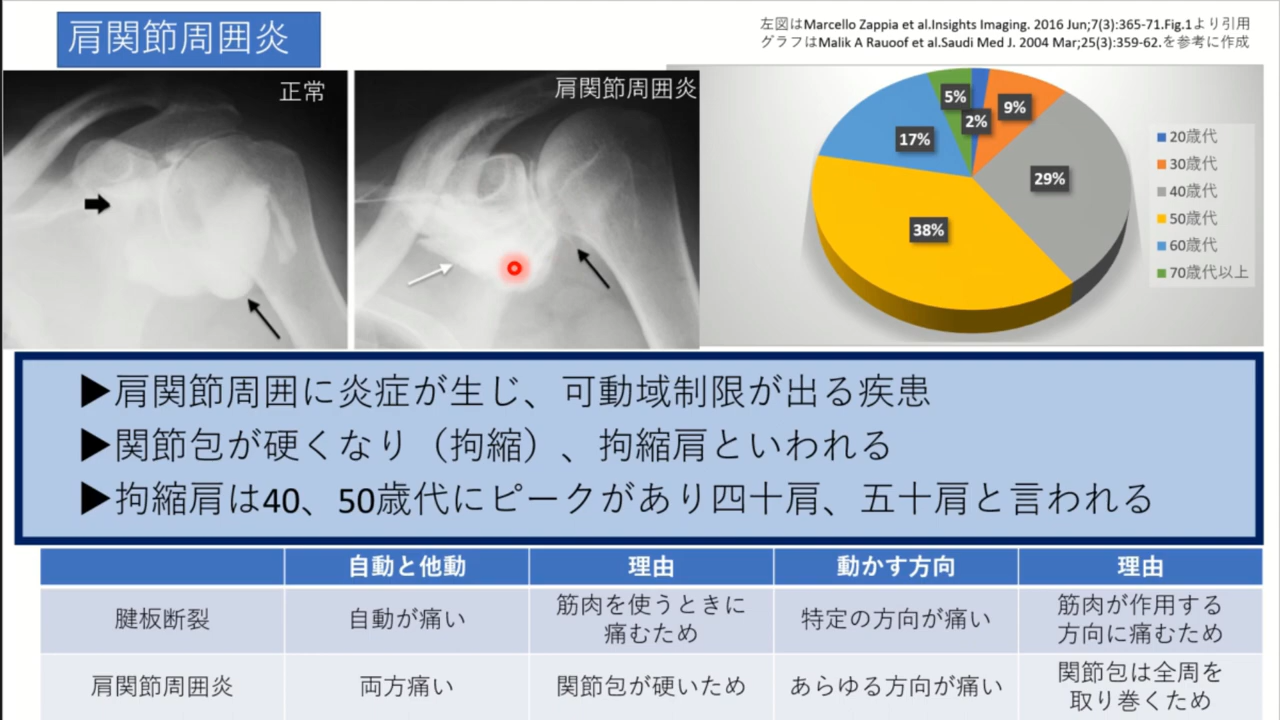 肩関節周囲炎
左図はMarcello Zappia et al.Insights Imaging. 2016 Jun;7(3):365-71.Fig.1より引用
グラフはMalik A Rauoof et al.Saudi Med J. 2004 Mar;25(3):359-62.を参考に作成
正常
肩関節周囲炎
5%
2%
9%
17%
29%
38%
20歳代
30歳代
40歳代
50歳代
60歳代
70歳代以上
▶肩関節周囲に炎症が生じ、可動域制限が出る疾患
▶関節包が硬くなり（拘縮）、拘縮肩といわれる
▶拘縮肩は40、50歳代にピークがあり四十肩、五十肩と言われる
自動と他動
理由
動かす方向
理由
腱板断裂
自動が痛い
筋肉を使うときに
痛むため
特定の方向が痛い
筋肉が作用する
方向に痛むため
肩関節周囲炎
両方痛い
関節包が硬いため
あらゆる方向が痛い
関節包は全周を
取り巻くため